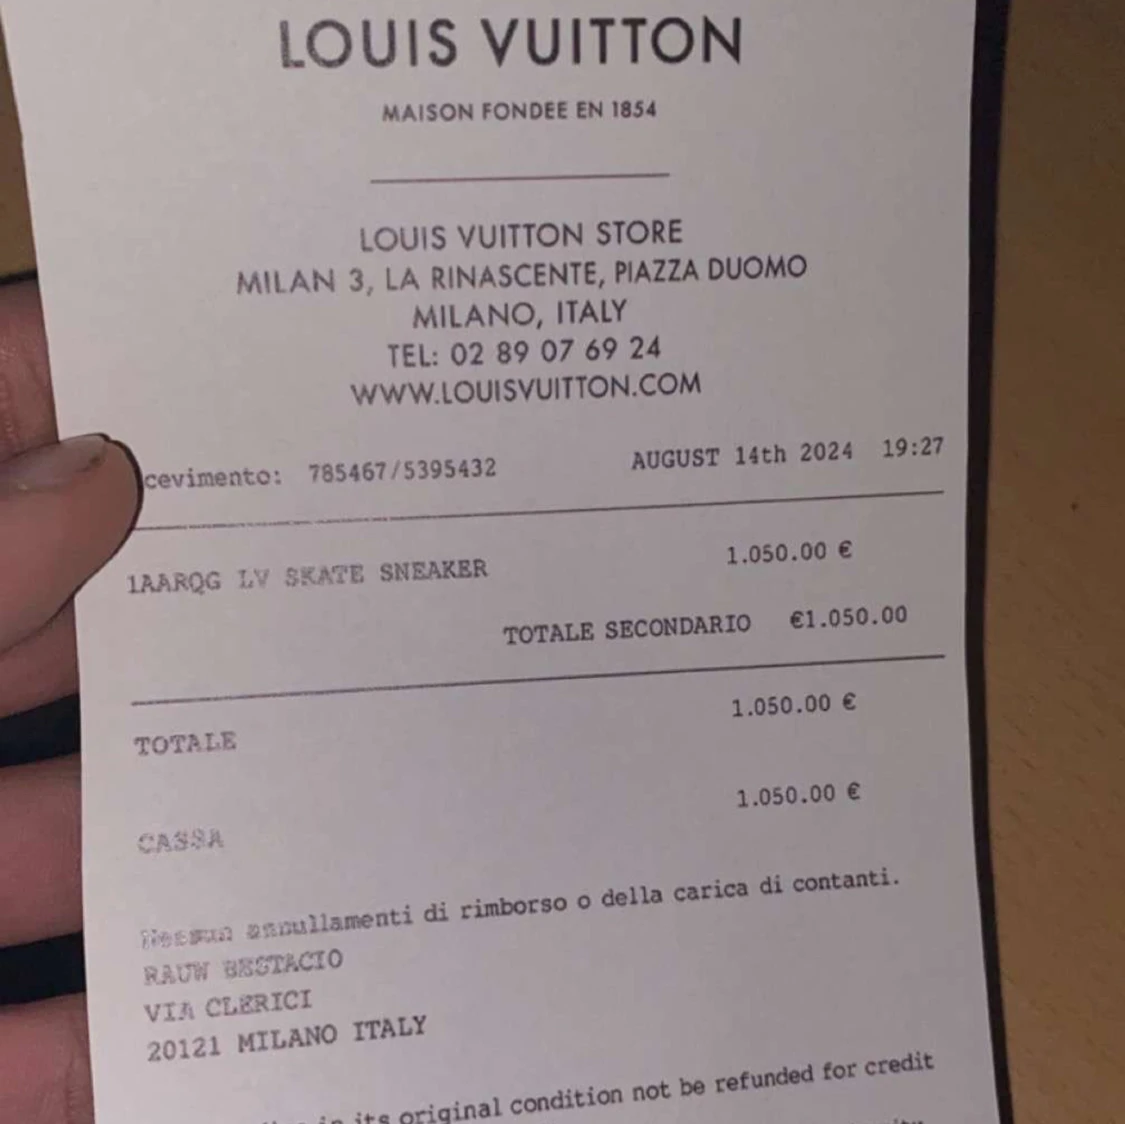 LOUIS VUITTON
MAISON FONDEE EN 1854
LOUIS VUITTON STORE
MILAN 3, LA RINASCENTE, PIAZZA DUOMO
MILANO, ITALY
TEL: 02 89 07 69 24
WWW.LOUISVUITTON.COM
cevimento: 785467/5395432 AUGUST 14th 2024 19:27
1AARQG LV SKATE SNEAKER 1.050.00 €
TOTALE SECONDARIO €1.050.00
TOTALE 1.050.00 €
CASSA 1.050.00 €
Nessun annullamenti di rimborso o della carica di contanti.
RAUW BESTACIO
VIA CLERICI
20121 MILANO ITALY
in its original condition not be refunded for credit